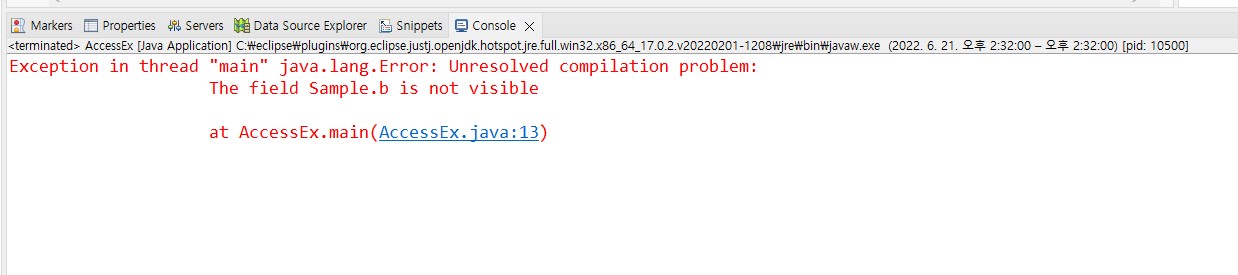 Markers Properties Servers Data Source Explorer Snippets Console
<terminated> AccessEx [Java Application] C:₩eclipse₩plugins₩org.eclipse.justj.openjdk.hotspot.jre.full.win32.x86_64_17.0.2.v20220201-1208₩jre₩bin₩javaw.exe (2022. 6. 21. 오후 2:32:00 – 오후 2:32:00) [pid: 10500]
Exception in thread "main" java.lang.Error: Unresolved compilation problem:
The field Sample.b is not visible
at AccessEx.main(AccessEx.java:13)